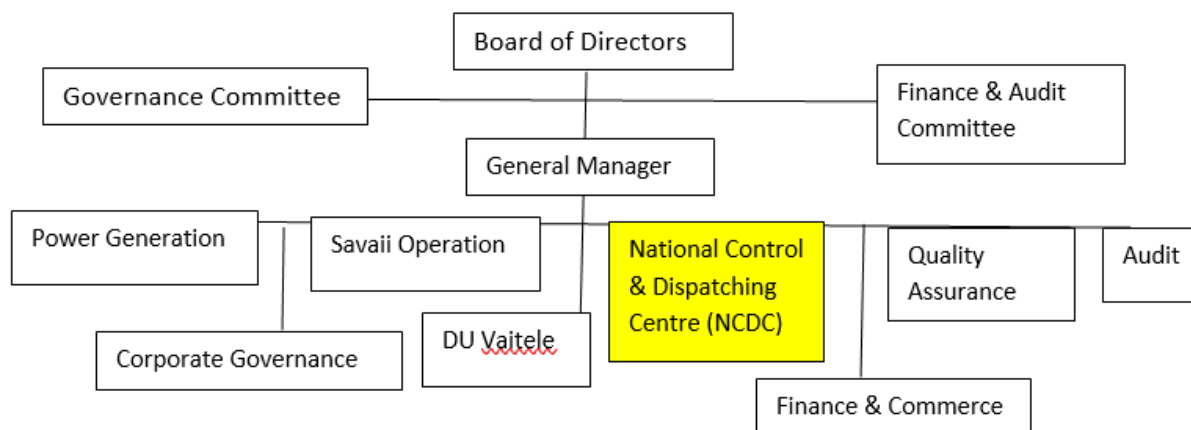 Board of Directors
Governance Committee
Finance & Audit
Committee
General Manager
Power Generation
Savaii Operation
National Control
& Dispatching
Centre (NCDC)
Quality
Assurance
Audit
Corporate Governance
DU Vaitele
Finance & Commerce